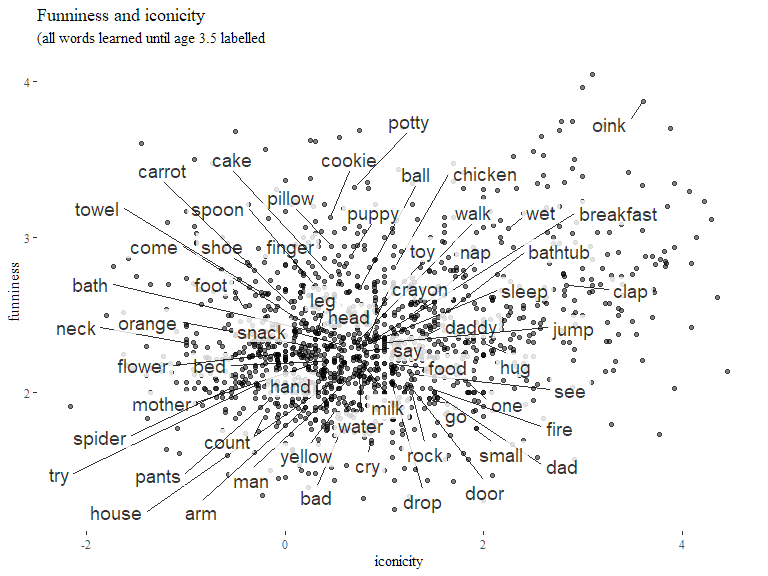 Funniness and iconicity
(all words learned until age 3.5 labelled
4
potty
oink
cake
cookie
carrot
ball
chicken
pillow
towel
spoon
puppy
walk
wet
breakfast
3
come
shoe
finger
toy
nap
bathtub
bath
foot
crayon
sleep
clap
leg
head
neck
orange
snack
daddy
jump
say
flower
bed
food
hug
hand
see
2
mother
milk
one
go
water
fire
spider
count
yellow
cry
rock
small
dad
try
pants
man
bad
drop
door
house
arm
-2
0
2
4
iconicity
funniness